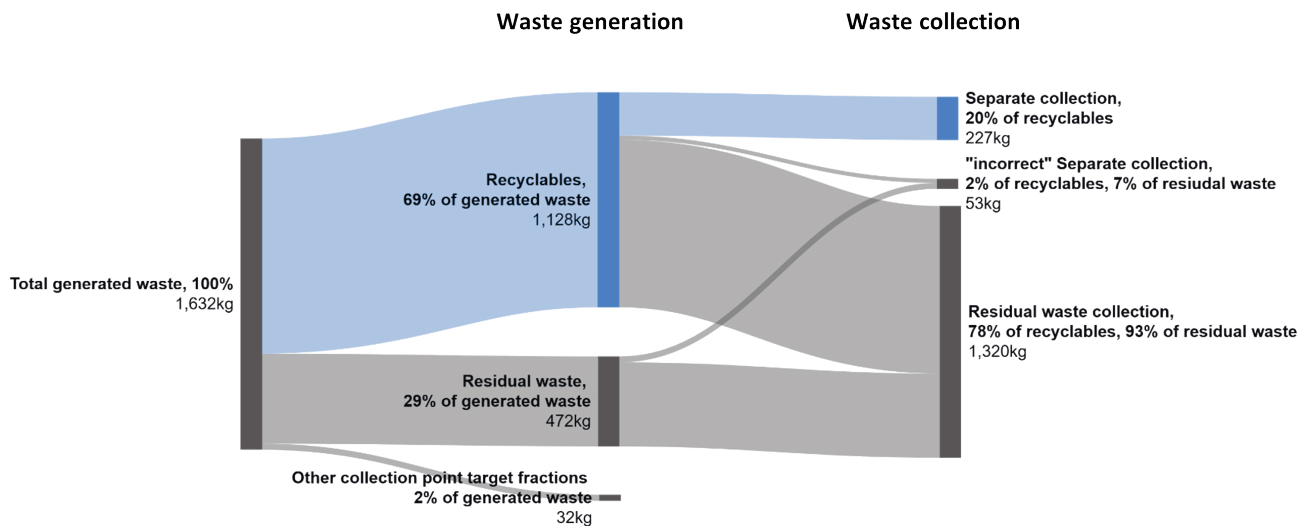 Waste generation
Waste collection
Total generated waste, 100%
1,632kg
Recyclables,
69% of generated waste
1,128kg
Residual waste,
29% of generated waste
472kg
Other collection point target fractions
2% of generated waste
32kg
Separate collection,
20% of recyclables
227kg
"incorrect" Separate collection,
2% of recyclables, 7% of resiudal waste
53kg
Residual waste collection,
78% of recyclables, 93% of residual waste
1,320kg